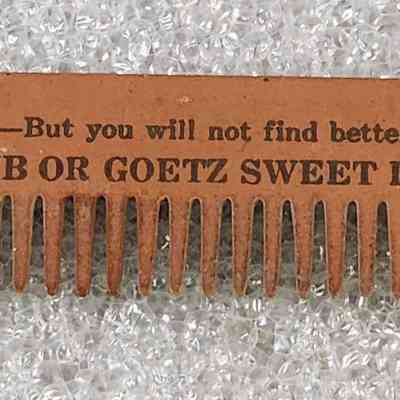 —But you will not find bette
B OR GOETZ SWEET